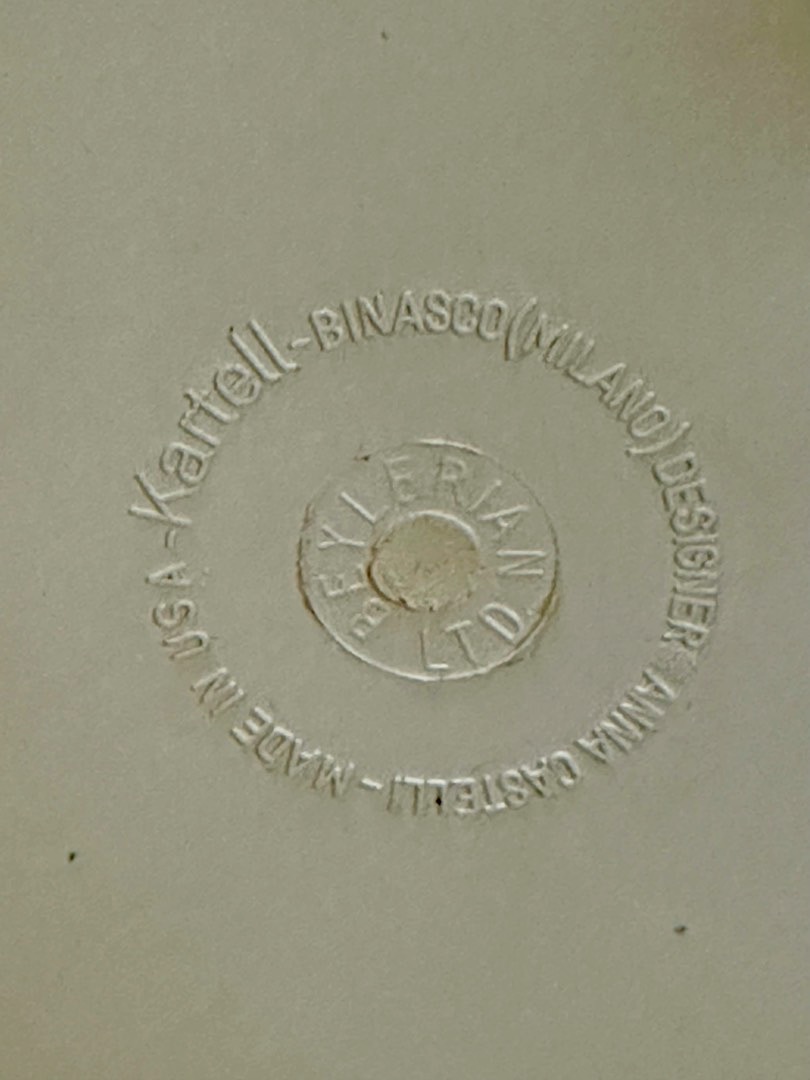 Kartell-BINASCO(MILANO) DESIGNER ANNA CASTELLI-MADE IN USA-
BEYLERIAN LTD.